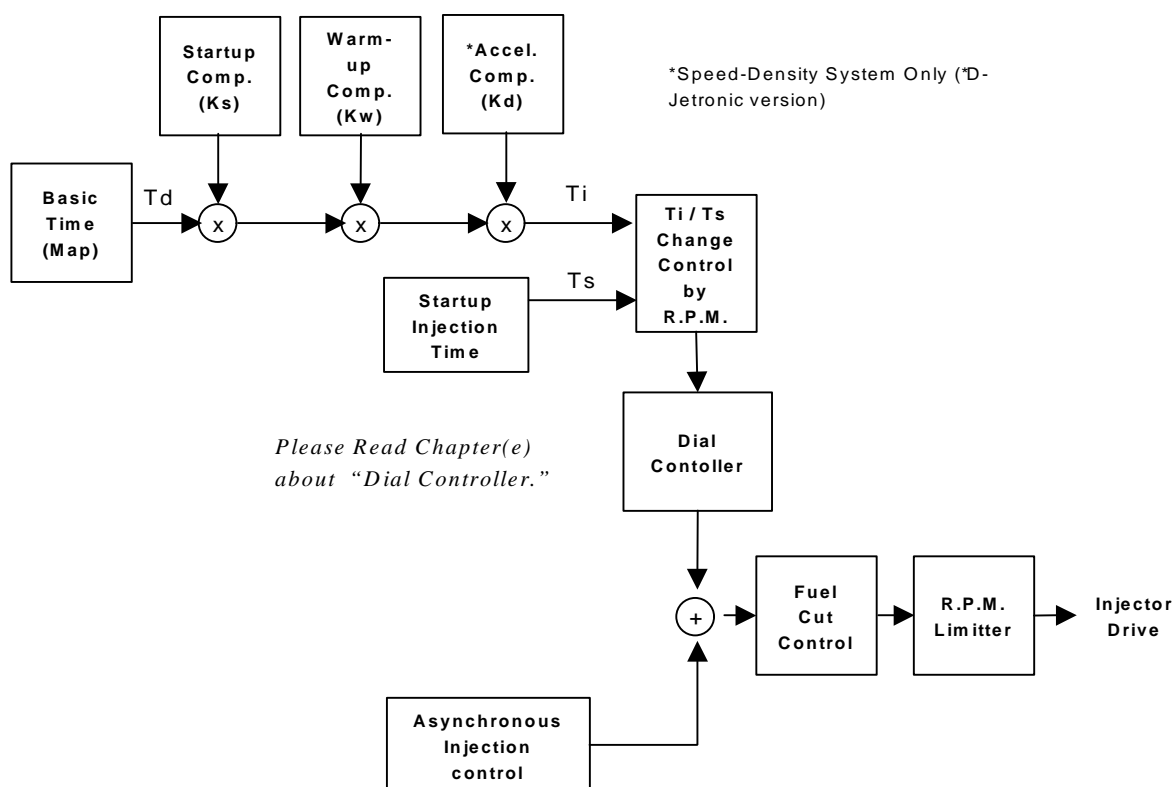 Startup
Comp.
(Ks)
Warm-
up
Comp.
(Kw)
*Accel.
Comp.
(Kd)
*Speed-Density System Only (*D-
Jetronic version)
Basic
Time
(Map)
Td
x
x
x
Ti
Ti / Ts
Change
Control
by
R.P.M.
Startup
Injection
Time
Ts
Please Read Chapter(e)
about “Dial Controller.”
Dial
Contoller
+
Fuel
Cut
Control
R.P.M.
Limitter
Injector
Drive
Asynchronous
Injection
control